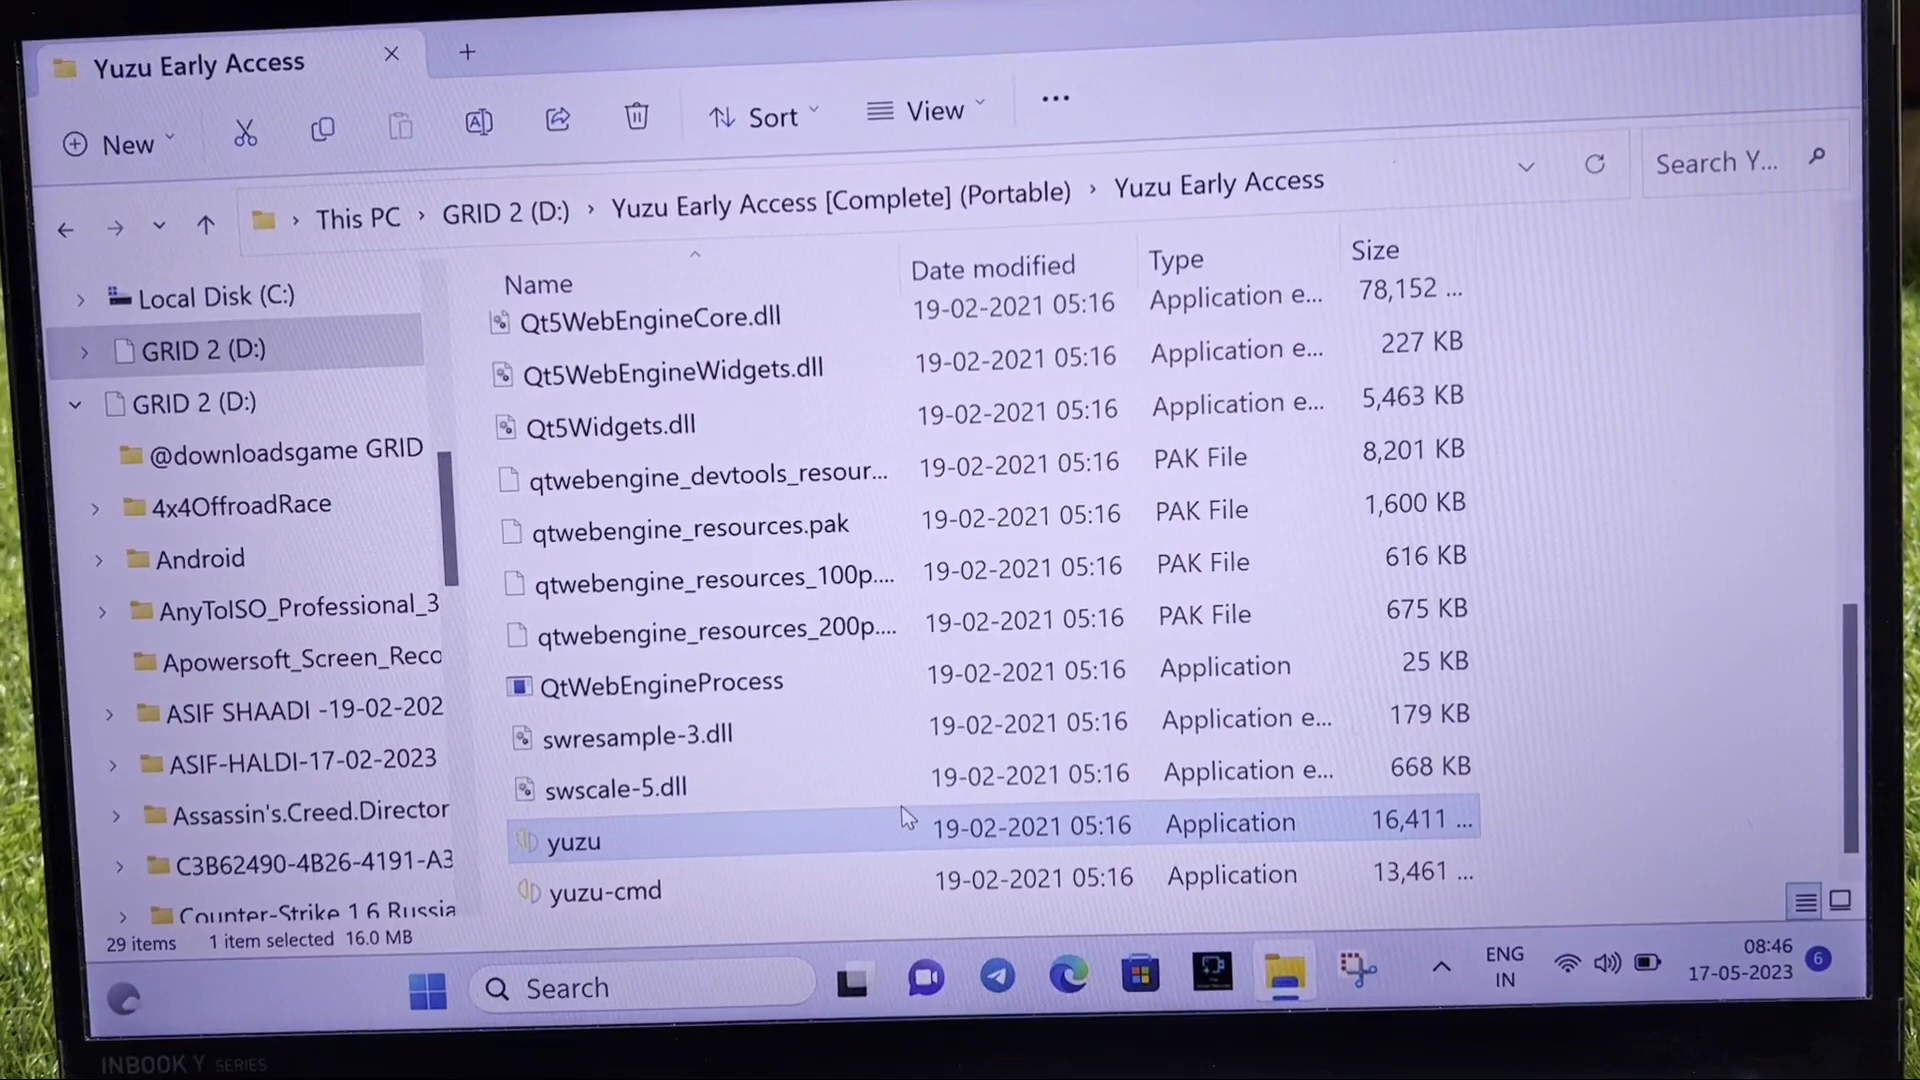 Yuzu Early Access
New
Sort
View
This PC › GRID 2 (D:) › Yuzu Early Access [Complete] (Portable) › Yuzu Early Access
Search Y...
Local Disk (C:)
GRID 2 (D:)
GRID 2 (D:)
@downloadsgame GRID
4x4OffroadRace
Android
AnyToISO_Professional_3
Apowersoft_Screen_Reco
ASIF SHAADI -19-02-202
ASIF-HALDI-17-02-2023
Assassin's.Creed.Director
C3B62490-4B26-4191-A3
Counter-Strike 1 6 Russia
Name Date modified Type Size
Qt5WebEngineCore.dll 19-02-2021 05:16 Application e... 78,152 ...
Qt5WebEngineWidgets.dll 19-02-2021 05:16 Application e... 227 KB
Qt5Widgets.dll 19-02-2021 05:16 Application e... 5,463 KB
qtwebengine_devtools_resour... 19-02-2021 05:16 PAK File 8,201 KB
qtwebengine_resources.pak 19-02-2021 05:16 PAK File 1,600 KB
qtwebengine_resources_100p.... 19-02-2021 05:16 PAK File 616 KB
qtwebengine_resources_200p.... 19-02-2021 05:16 PAK File 675 KB
QtWebEngineProcess 19-02-2021 05:16 Application 25 KB
swresample-3.dll 19-02-2021 05:16 Application e... 179 KB
swscale-5.dll 19-02-2021 05:16 Application e... 668 KB
yuzu 19-02-2021 05:16 Application 16,411 ...
yuzu-cmd 19-02-2021 05:16 Application 13,461 ...
29 items 1 item selected 16.0 MB
Search
ENG
IN
08:46
17-05-2023
6
INBOOK Y SERIES